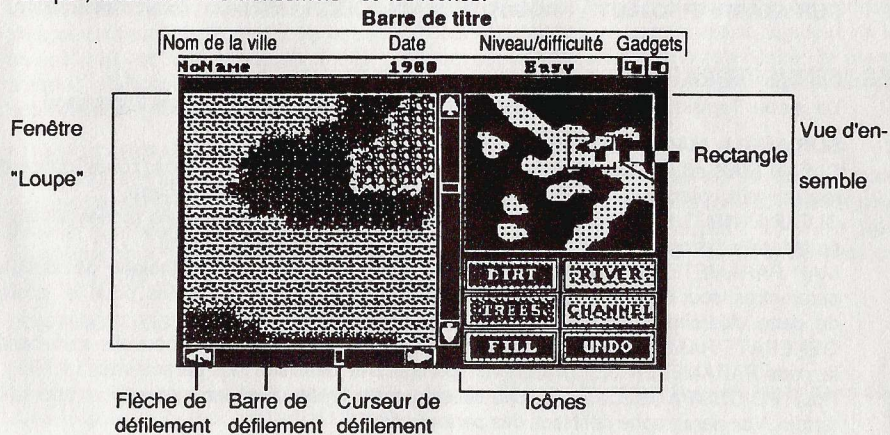 Barre de titre
Nom de la ville Date Niveau/difficulté Gadgets
NoName 1900 Easy
Fenêtre
"Loupe"
Vue d'en-
semble
Rectangle
DIRT RIVER
TREES CHANNEL
FILL UNDO
Flèche de
défilement
Barre de
défilement
Curseur de
défilement
Icônes